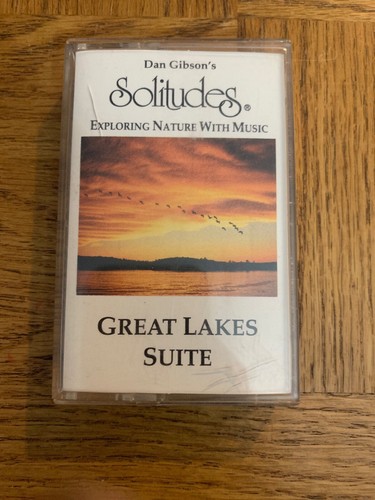 Dan Gibson's
Solitudes®
EXPLORING NATURE WITH MUSIC
GREAT LAKES
SUITE